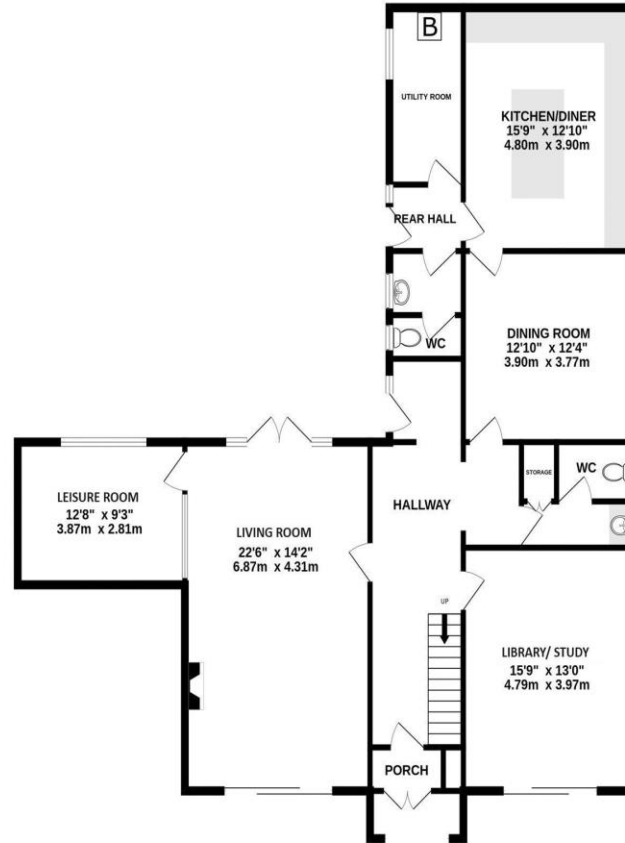 B
UTILITY ROOM
KITCHEN/DINER
15'9" x 12'10"
4.80m x 3.90m
REAR HALL
WC
DINING ROOM
12'10" x 12'4"
3.90m x 3.77m
STORAGE
WC
HALLWAY
LEISURE ROOM
12'8" x 9'3"
3.87m x 2.81m
LIVING ROOM
22'6" x 14'2"
6.87m x 4.31m
UP
LIBRARY/ STUDY
15'9" x 13'0"
4.79m x 3.97m
PORCH